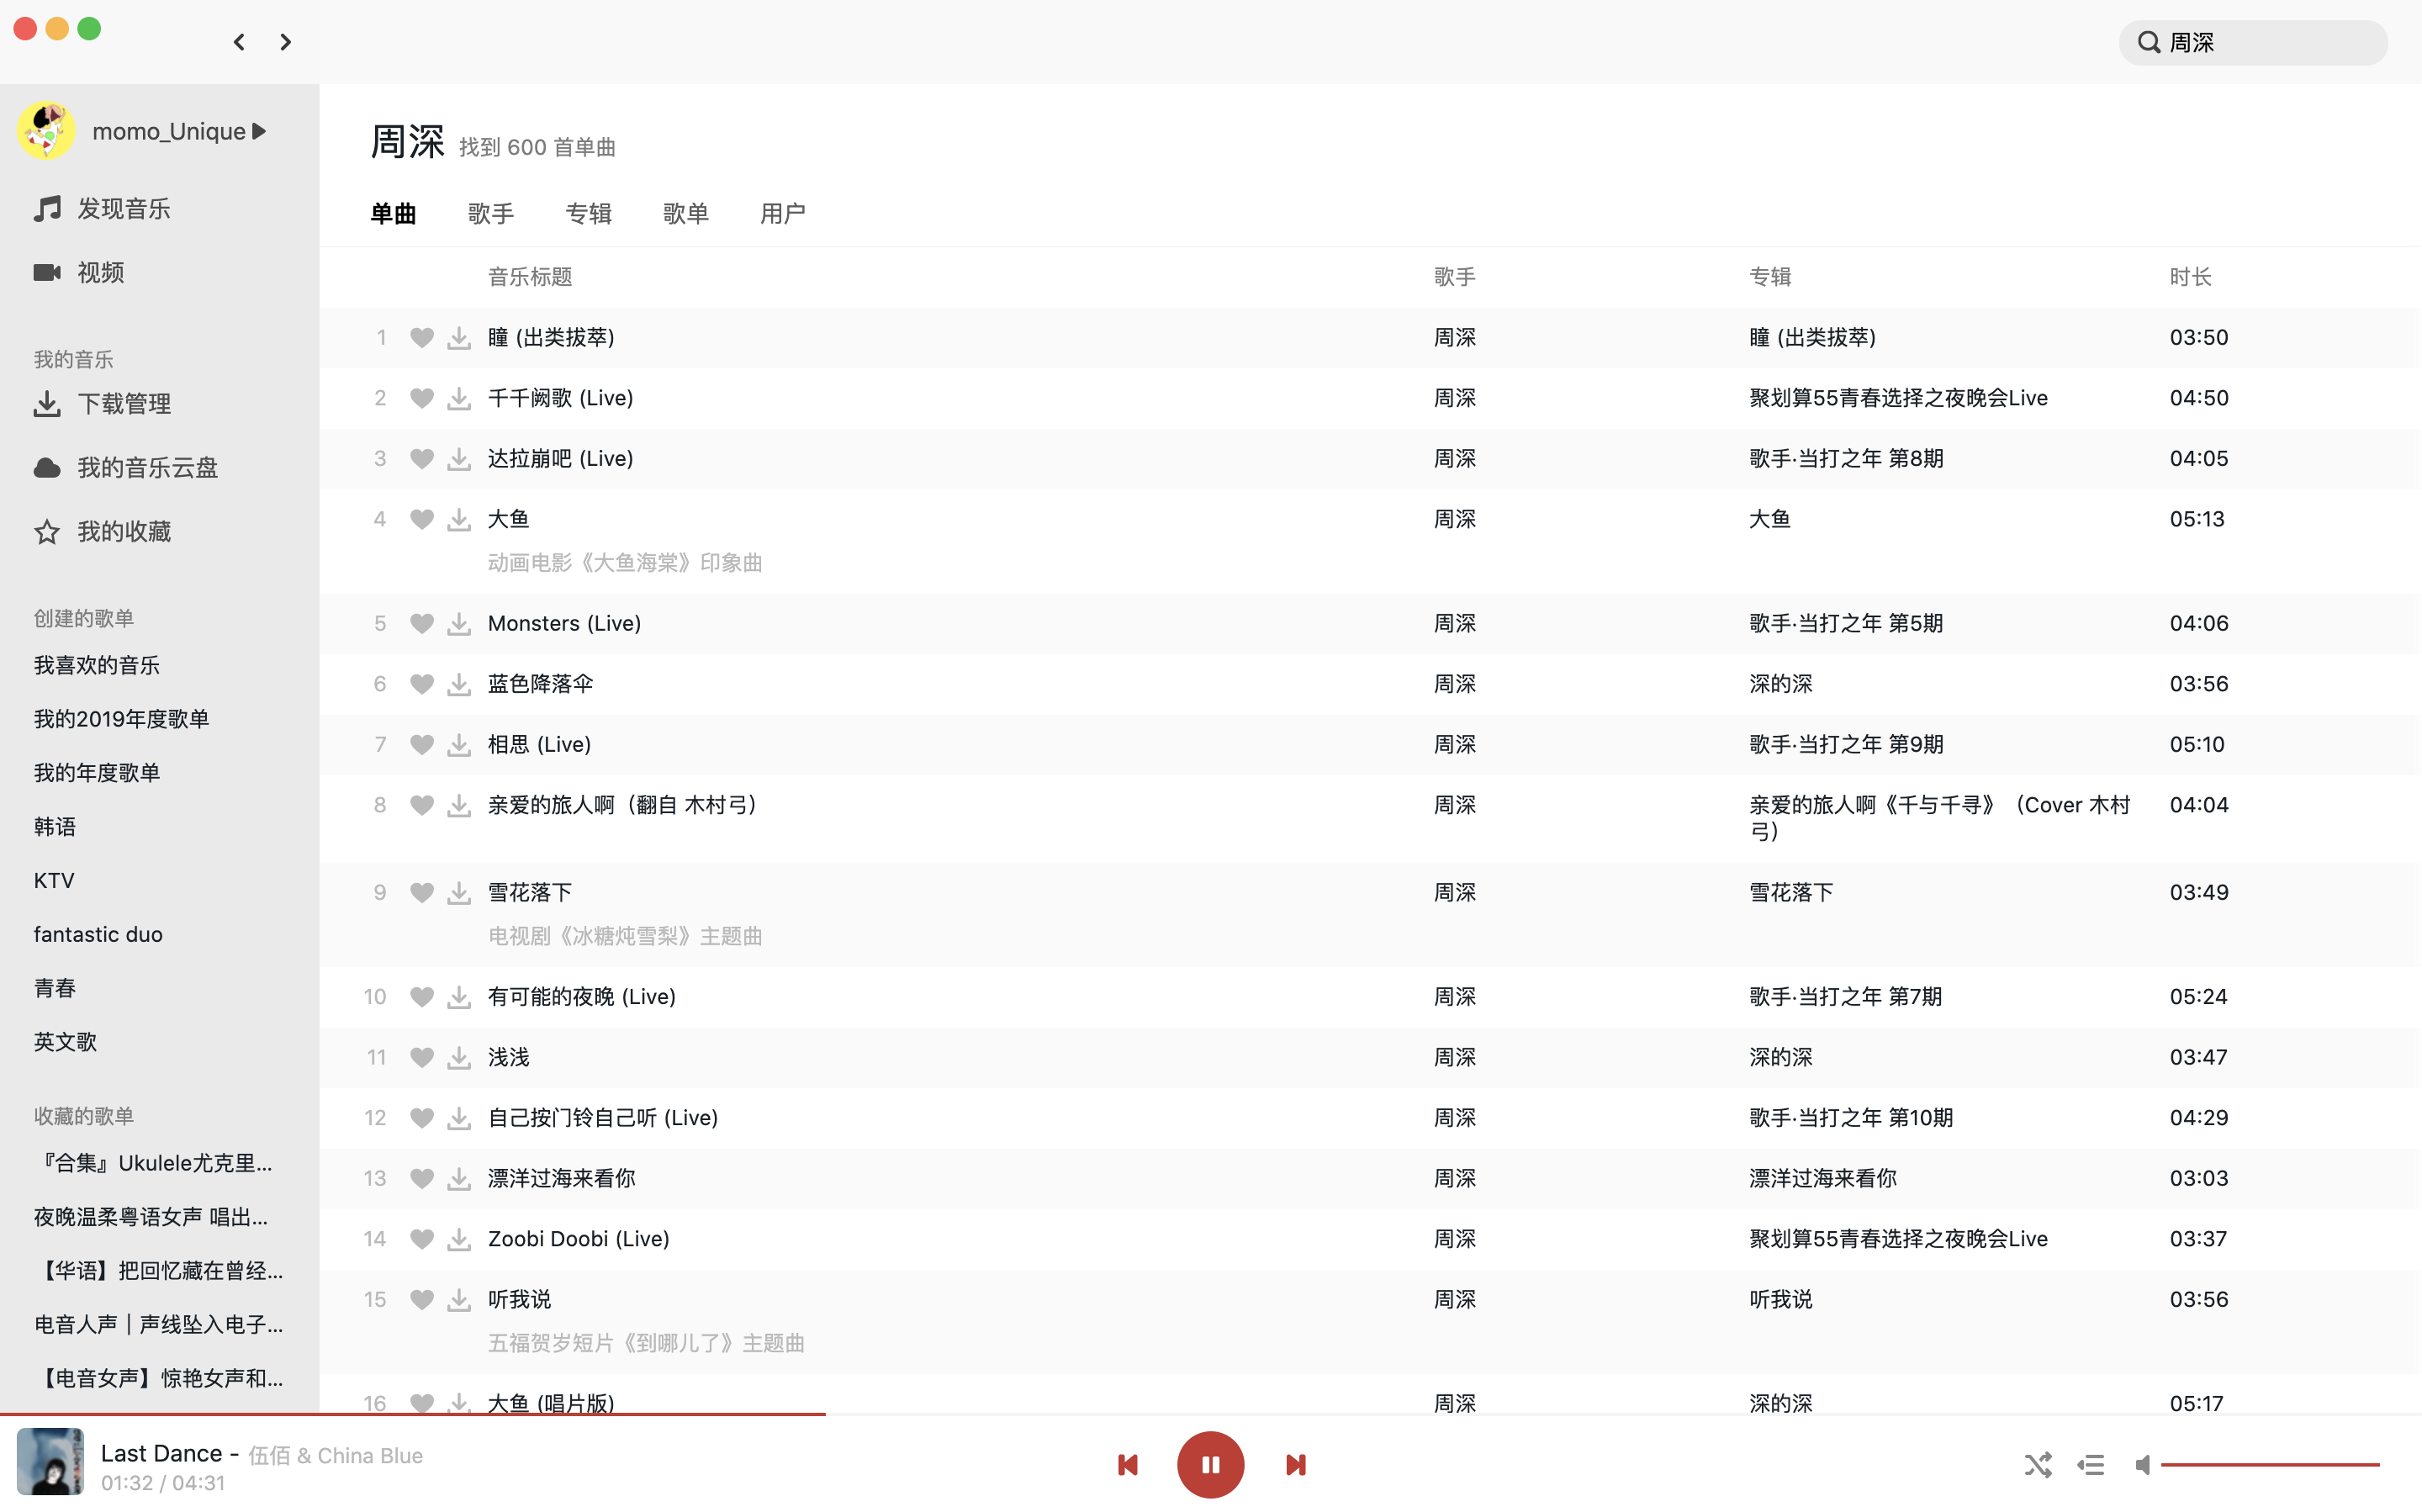 周深
momo_Unique
发现音乐
视频
我的音乐
下载管理
我的音乐云盘
我的收藏
创建的歌单
我喜欢的音乐
我的2019年度歌单
我的年度歌单
韩语
KTV
fantastic duo
青春
英文歌
收藏的歌单
『合集』Ukulele尤克里...
夜晚温柔粤语女声 唱出...
【华语】把回忆藏在曾经...
电音人声｜声线坠入电子...
【电音女声】惊艳女声和...
周深 找到 600 首单曲
单曲 歌手 专辑 歌单 用户
音乐标题 歌手 专辑 时长
1 瞳 (出类拔萃) 周深 瞳 (出类拔萃) 03:50
2 千千阙歌 (Live) 周深 聚划算55青春选择之夜晚会Live 04:50
3 达拉崩吧 (Live) 周深 歌手·当打之年 第8期 04:05
4 大鱼 周深 大鱼 05:13
动画电影《大鱼海棠》印象曲
5 Monsters (Live) 周深 歌手·当打之年 第5期 04:06
6 蓝色降落伞 周深 深的深 03:56
7 相思 (Live) 周深 歌手·当打之年 第9期 05:10
8 亲爱的旅人啊（翻自 木村弓） 周深 亲爱的旅人啊《千与千寻》（Cover 木村 04:04
弓）
9 雪花落下 周深 雪花落下 03:49
电视剧《冰糖炖雪梨》主题曲
10 有可能的夜晚 (Live) 周深 歌手·当打之年 第7期 05:24
11 浅浅 周深 深的深 03:47
12 自己按门铃自己听 (Live) 周深 歌手·当打之年 第10期 04:29
13 漂洋过海来看你 周深 漂洋过海来看你 03:03
14 Zoobi Doobi (Live) 周深 聚划算55青春选择之夜晚会Live 03:37
15 听我说 周深 听我说 03:56
五福贺岁短片《到哪儿了》主题曲
16 大鱼 (唱片版) 周深 深的深 05:17
Last Dance - 伍佰 & China Blue
01:32 / 04:31